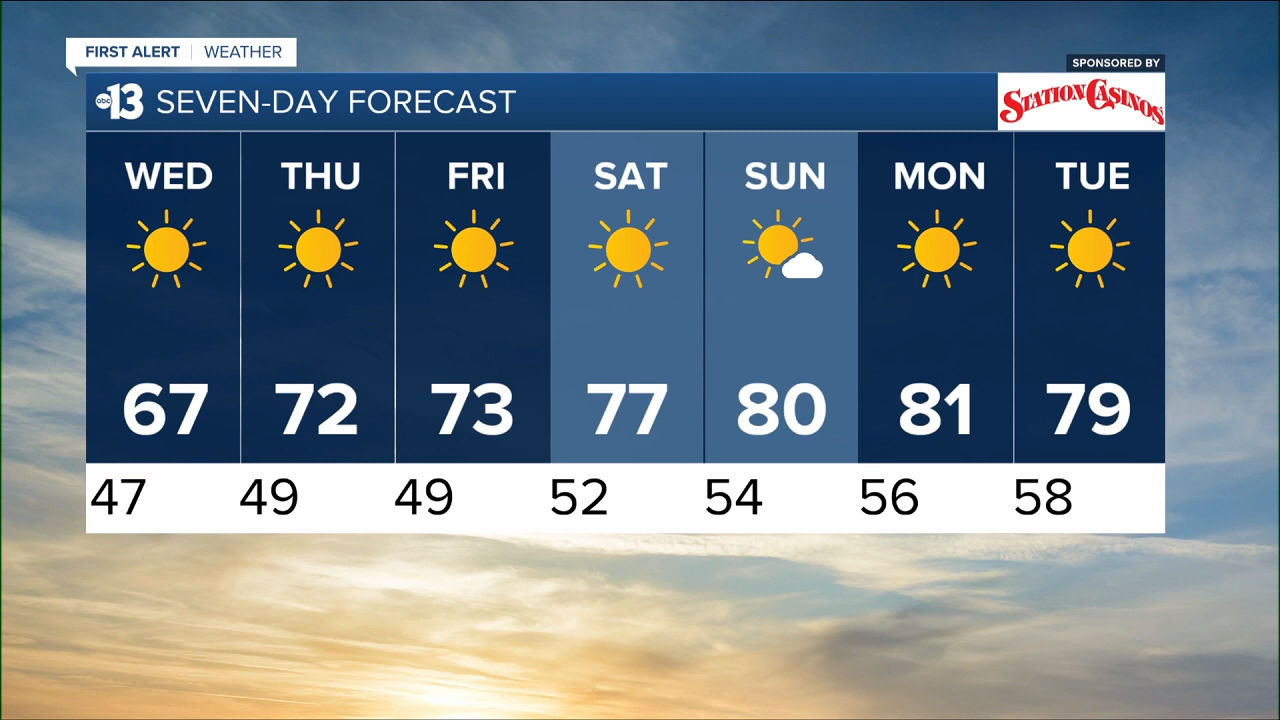 FIRST ALERT WEATHER
SPONSORED BY
abc 13 SEVEN-DAY FORECAST
STATION CASINOS
WED THU FRI SAT SUN MON TUE
67 72 73 77 80 81 79
47 49 49 52 54 56 58